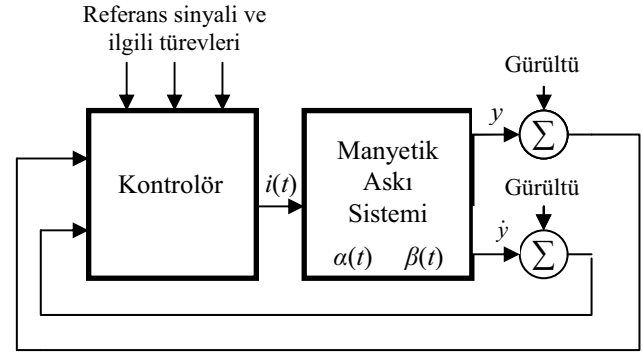 Referans sinyali ve
ilgili türevleri
Gürültü
y
Σ
Kontrolör
i(t)
Manyetik
Askı
Sistemi
α(t) β(t)
Gürültü
ẏ
Σ